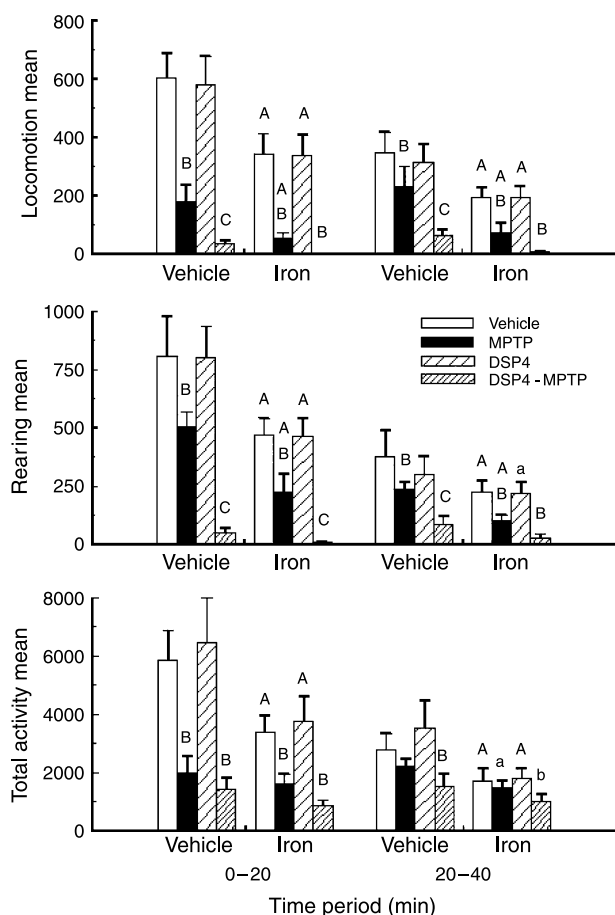 800
600
400
200
0
Locomotion mean
B
C
A
A
B
A
B
B
C
A
A
B
A
B
Vehicle Iron Vehicle Iron
1000
750
500
250
0
Rearing mean
Vehicle
MPTP
DSP4
DSP4 - MPTP
B
C
A
A
B
A
C
B
C
A
A
B
a
B
Vehicle Iron Vehicle Iron
8000
6000
4000
2000
0
Total activity mean
B
B
A
B
A
B
B
A
a
A
b
Vehicle Iron Vehicle Iron
0–20 20–40
Time period (min)